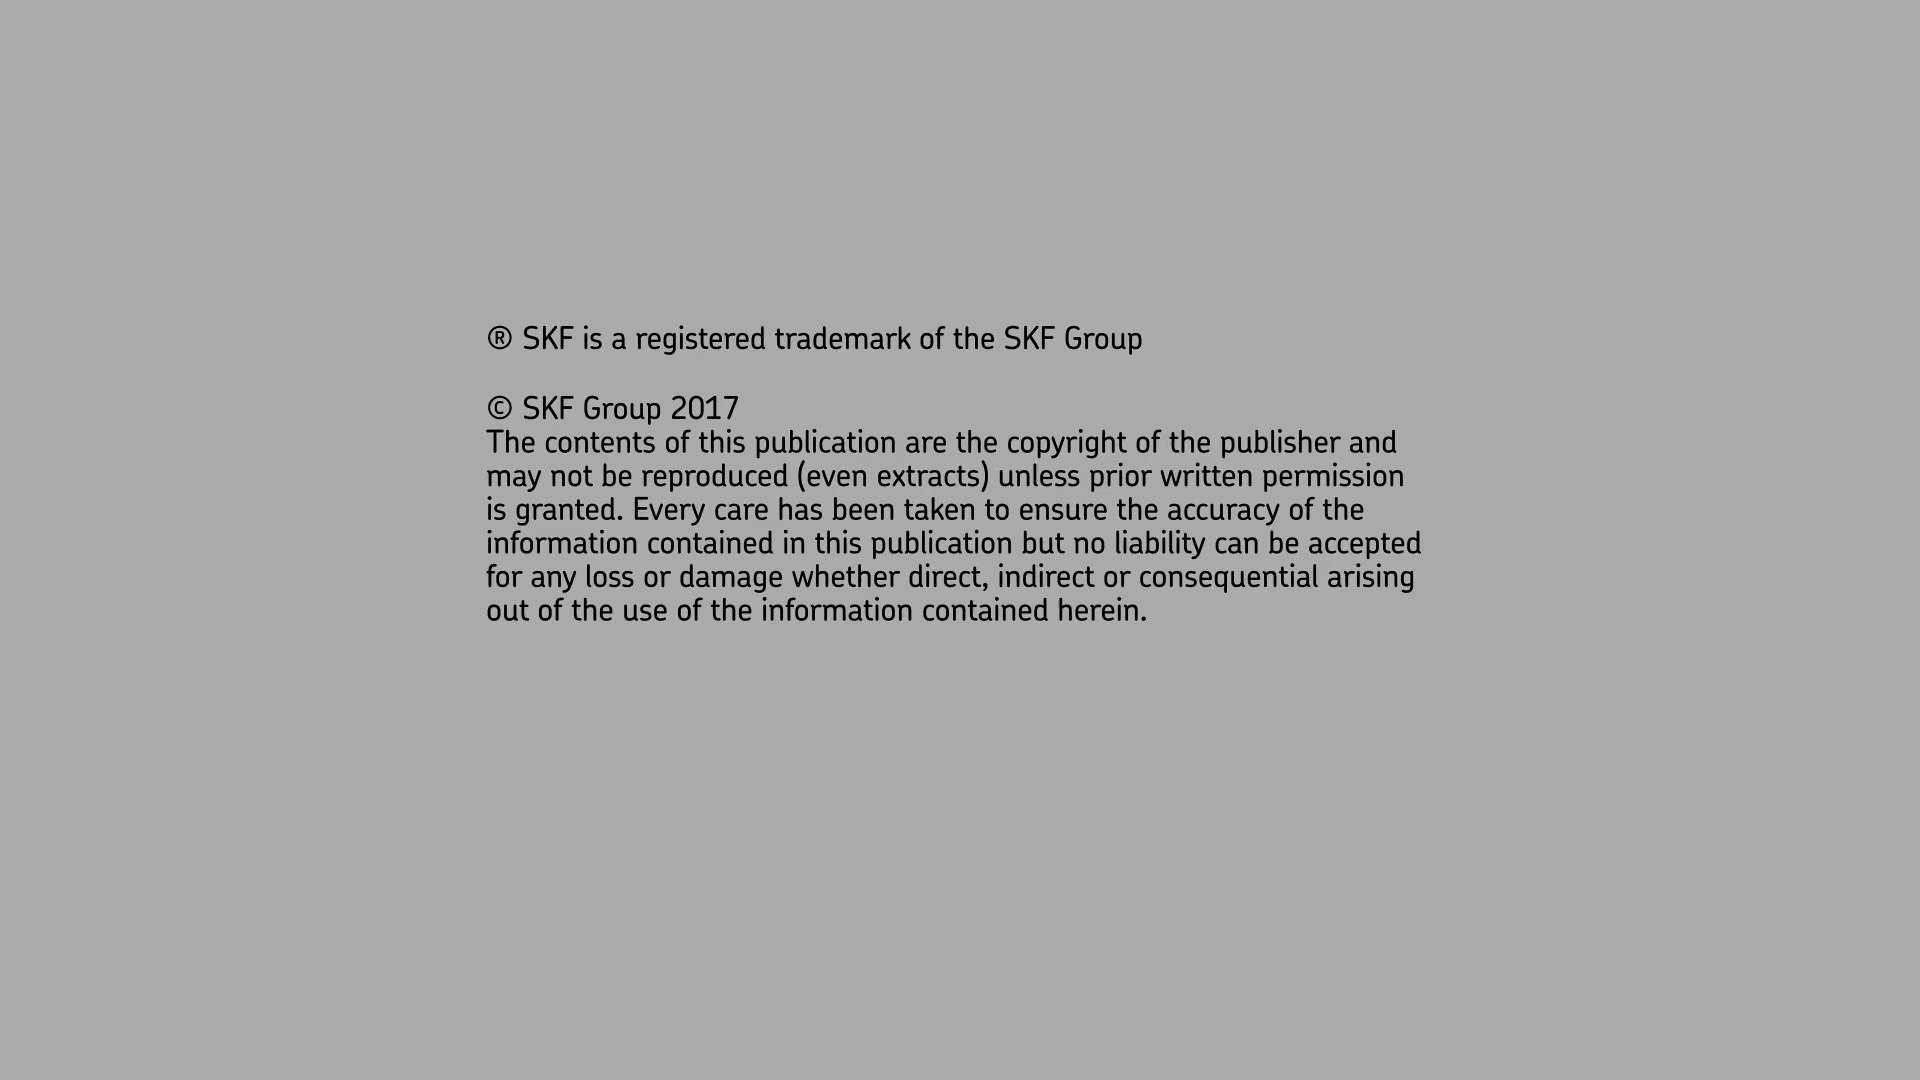 ® SKF is a registered trademark of the SKF Group
© SKF Group 2017
The contents of this publication are the copyright of the publisher and
may not be reproduced (even extracts) unless prior written permission
is granted. Every care has been taken to ensure the accuracy of the
information contained in this publication but no liability can be accepted
for any loss or damage whether direct, indirect or consequential arising
out of the use of the information contained herein.